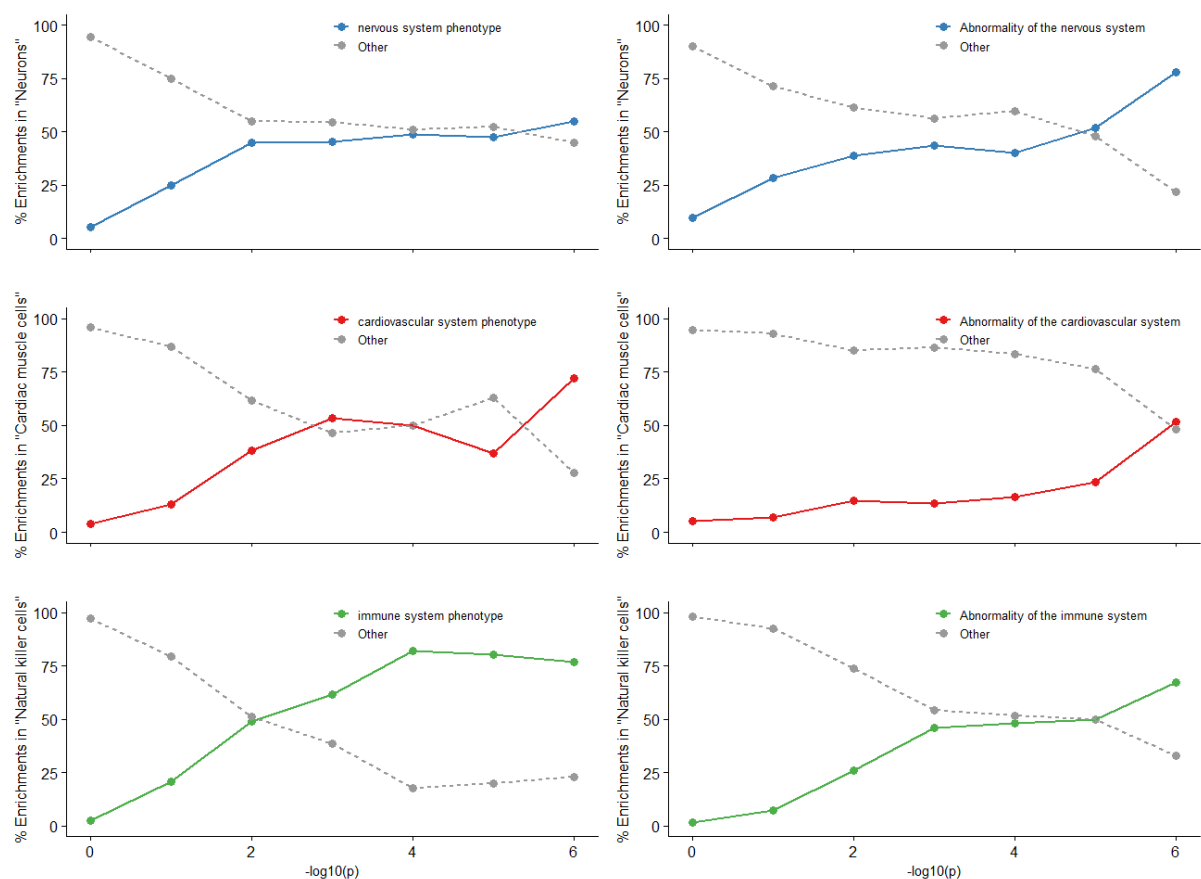 % Enrichments in "Neurons"
100
75
50
25
0
nervous system phenotype
Other
% Enrichments in "Neurons"
100
75
50
25
0
Abnormality of the nervous system
Other
% Enrichments in "Cardiac muscle cells"
100
75
50
25
0
cardiovascular system phenotype
Other
% Enrichments in "Cardiac muscle cells"
100
75
50
25
0
Abnormality of the cardiovascular system
Other
% Enrichments in "Natural killer cells"
100
75
50
25
0
immune system phenotype
Other
0 2 4 6
-log10(p)
% Enrichments in "Natural killer cells"
100
75
50
25
0
Abnormality of the immune system
Other
0 2 4 6
-log10(p)